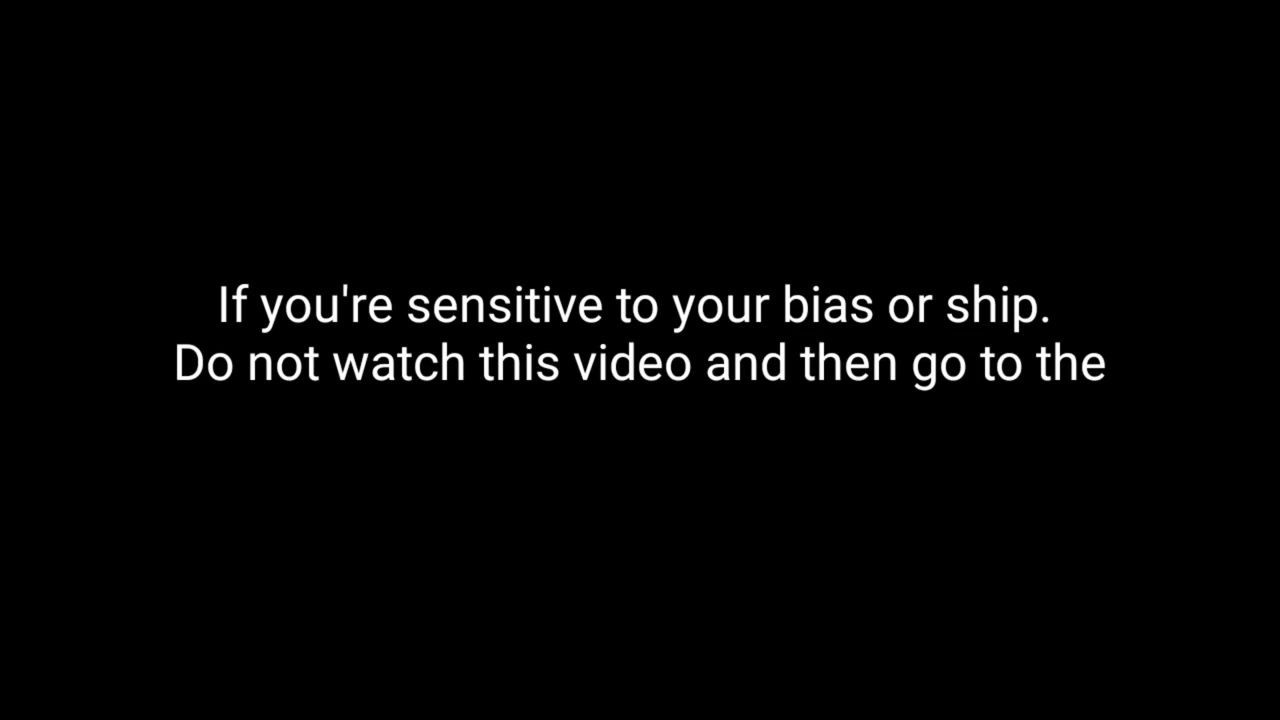 If you're sensitive to your bias or ship.
Do not watch this video and then go to the